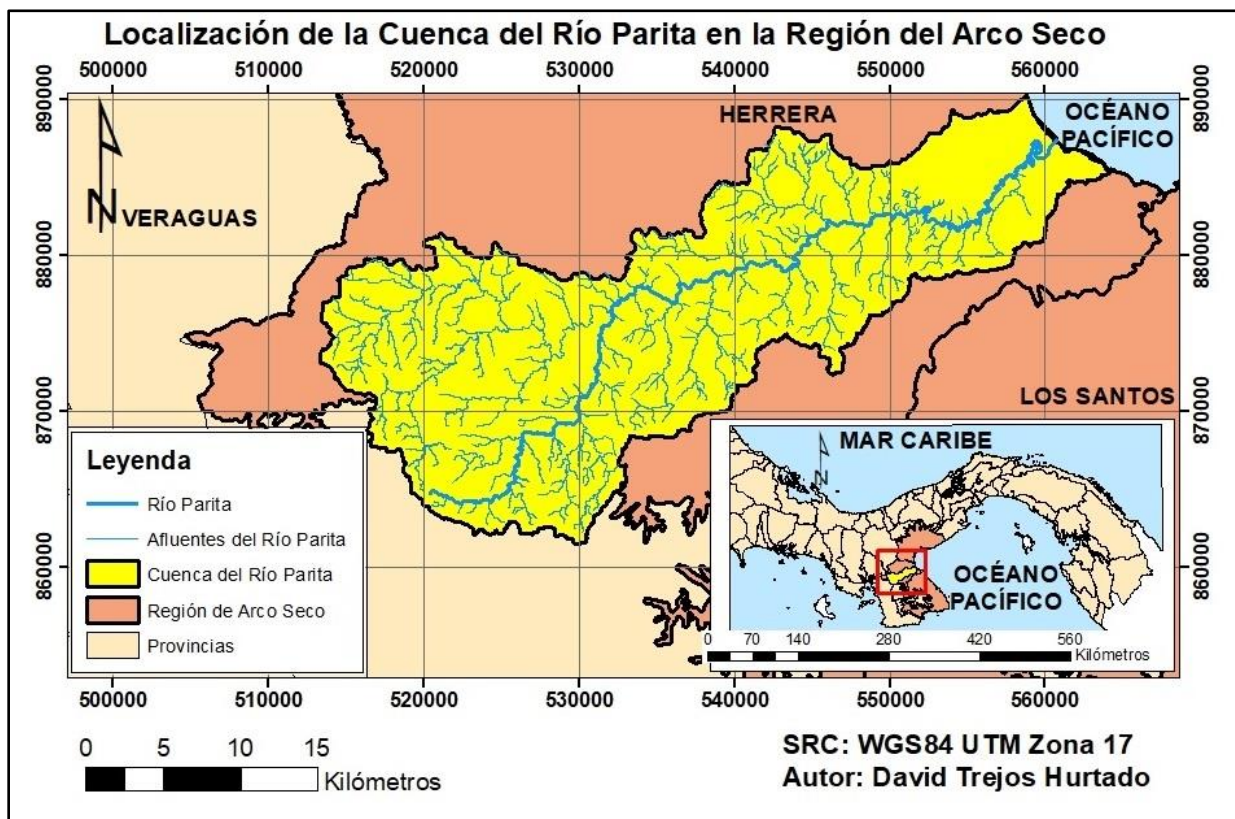 Localización de la Cuenca del Río Parita en la Región del Arco Seco
500000 510000 520000 530000 540000 550000 560000
890000 890000
HERRERA
OCÉANO
PACÍFICO
N
VERAGUAS
880000 880000
870000 870000
LOS SANTOS
Leyenda
Río Parita
Afluentes del Río Parita
Cuenca del Río Parita
Región de Arco Seco
Provincias
860000 860000
MAR CARIBE
N
OCÉANO
PACÍFICO
0 70 140 280 420 560
Kilómetros
500000 510000 520000 530000 540000 550000 560000
0 5 10 15
Kilómetros
SRC: WGS84 UTM Zona 17
Autor: David Trejos Hurtado